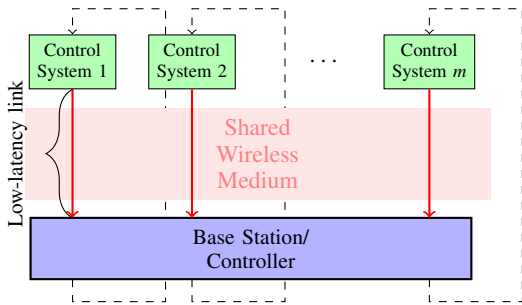 Control
System 1
Control
System 2
...
Control
System m
Low-latency link
Shared
Wireless
Medium
Base Station/
Controller